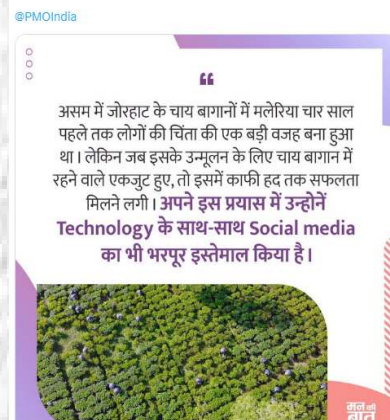 @PMOIndia
“
असम में जोरहाट के चाय बागानों में मलेरिया चार साल
पहले तक लोगों की चिंता की एक बड़ी वजह बना हुआ
था। लेकिन जब इसके उन्मूलन के लिए चाय बागान में
रहने वाले एकजुट हुए, तो इसमें काफी हद तक सफलता
मिलने लगी। अपने इस प्रयास में उन्होनें
Technology के साथ-साथ Social media
का भी भरपूर इस्तेमाल किया है।
मन की
बात